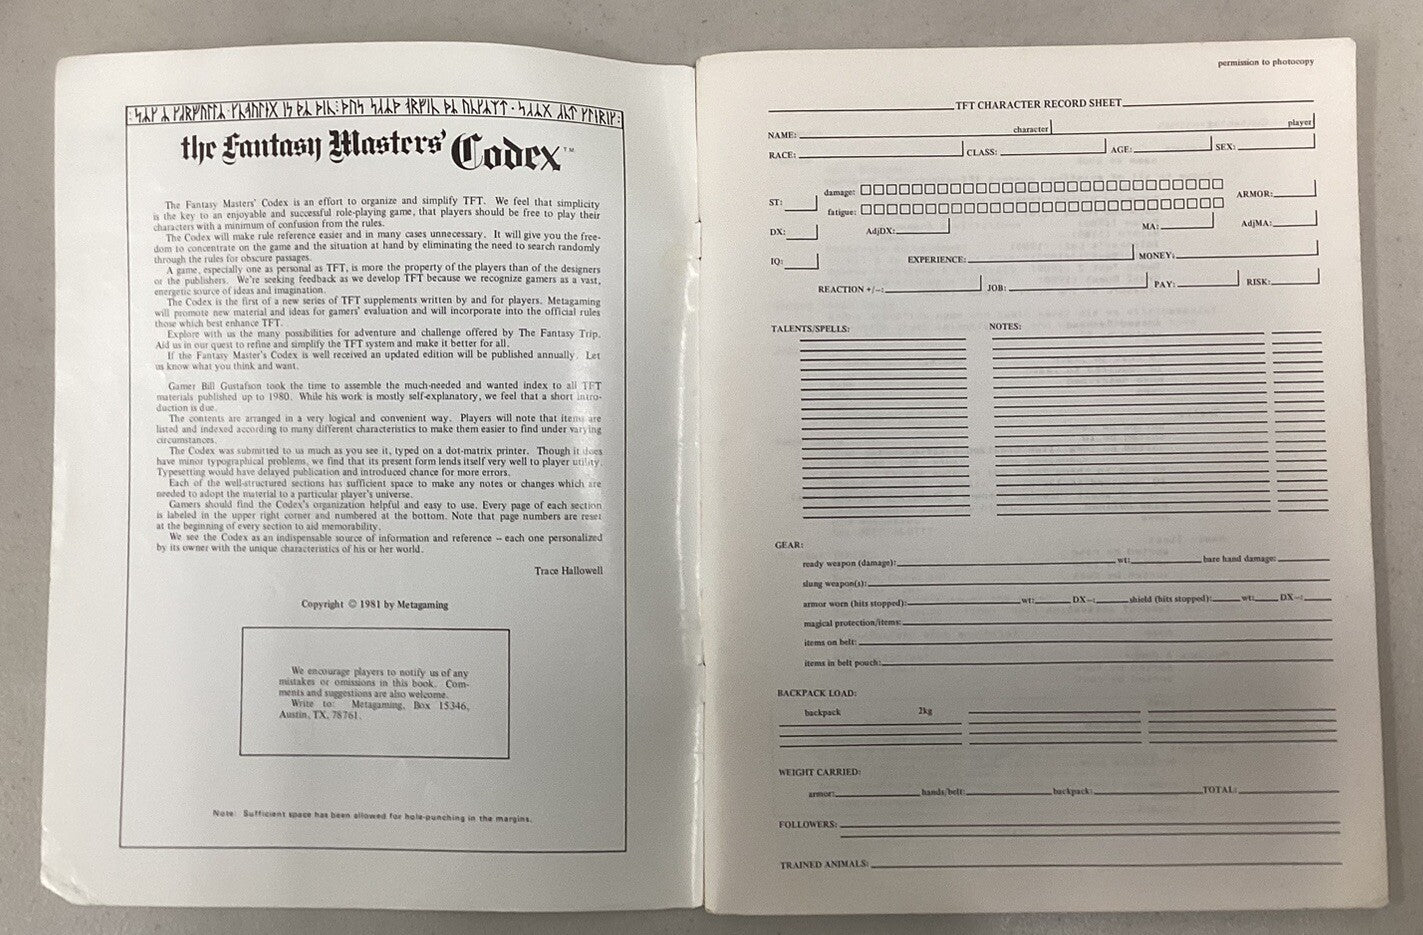 the Fantasy Masters' Codex™
The Fantasy Masters' Codex is an effort to organize and simplify TFT. We feel that simplicity
is the key to an enjoyable and successful role-playing game, that players should be free to play their
characters with a minimum of confusion from the rules.
The Codex will make rule reference easier and in many cases unnecessary. It will give you the free-
dom to concentrate on the game and the situation at hand by eliminating the need to search randomly
through the rules for obscure passages.
A game, especially one as personal as TFT, is more the property of the players than of the designers
or the publishers. We're seeking feedback as we develop TFT because we recognize gamers as a vast,
energetic source of ideas and imagination.
The Codex is the first of a new series of TFT supplements written by and for players. Metagaming
will promote new material and ideas for gamers' evaluation and will incorporate into the official rules
those which best enhance TFT.
Explore with us the many possibilities for adventure and challenge offered by The Fantasy Trip.
Aid us in our quest to refine and simplify the TFT system and make it better for all.
If the Fantasy Master's Codex is well received an updated edition will be published annually. Let
us know what you think and want.
Gamer Bill Gustafson took the time to assemble the much-needed and wanted index to all TFT
materials published up to 1980. While his work is mostly self-explanatory, we feel that a short intro-
duction is due.
The contents are arranged in a very logical and convenient way. Players will note that items are
listed and indexed according to many different characteristics to make them easier to find under varying
circumstances.
The Codex was submitted to us much as you see it, typed on a dot-matrix printer. Though it does
have minor typographical problems, we find that its present form lends itself very well to player utility.
Typesetting would have delayed publication and introduced chance for more errors.
Each of the well-structured sections has sufficient space to make any notes or changes which are
needed to adopt the material to a particular player's universe.
Gamers should find the Codex's organization helpful and easy to use. Every page of each section
is labeled in the upper right corner and numbered at the bottom. Note that page numbers are reset
at the beginning of every section to aid memorability.
We see the Codex as an indispensable source of information and reference -- each one personalized
by its owner with the unique characteristics of his or her world.
Trace Hallowell
Copyright © 1981 by Metagaming
We encourage players to notify us of any
mistakes or omissions in this book. Com-
ments and suggestions are also welcome.
Write to: Metagaming, Box 15346,
Austin, TX, 78761.
Note: Sufficient space has been allowed for hole-punching in the margins.
permission to photocopy
TFT CHARACTER RECORD SHEET
NAME: character player
RACE: CLASS: AGE: SEX:
ST: damage: ARMOR:
fatigue:
DX: AdjDX: MA: AdjMA:
IQ: EXPERIENCE: MONEY:
REACTION +/-: JOB: PAY: RISK:
TALENTS/SPELLS: NOTES:
GEAR:
ready weapon (damage): wt: bare hand damage:
slung weapon(s):
armor worn (hits stopped): wt: DX-: shield (hits stopped): wt: DX-:
magical protection/items:
items on belt:
items in belt pouch:
BACKPACK LOAD:
backpack 2kg
WEIGHT CARRIED:
armor: hands/belt: backpack: TOTAL:
FOLLOWERS:
TRAINED ANIMALS: